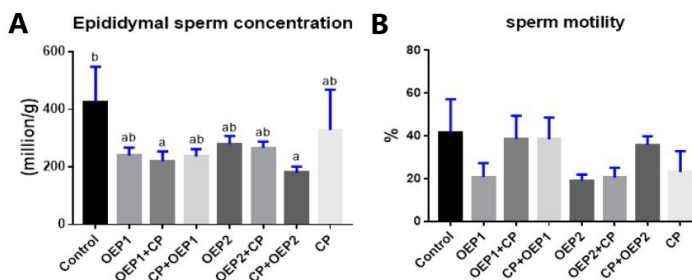 A
Epididymal sperm concentration
(million/g)
600
400
200
0
b
ab
a
ab
ab
ab
a
ab
Control
OEP1
OEP1+CP
CP+OEP1
OEP2
OEP2+CP
CP+OEP2
CP
B
sperm motility
%
80
60
40
20
0
Control
OEP1
OEP1+CP
CP+OEP1
OEP2
OEP2+CP
CP+OEP2
CP